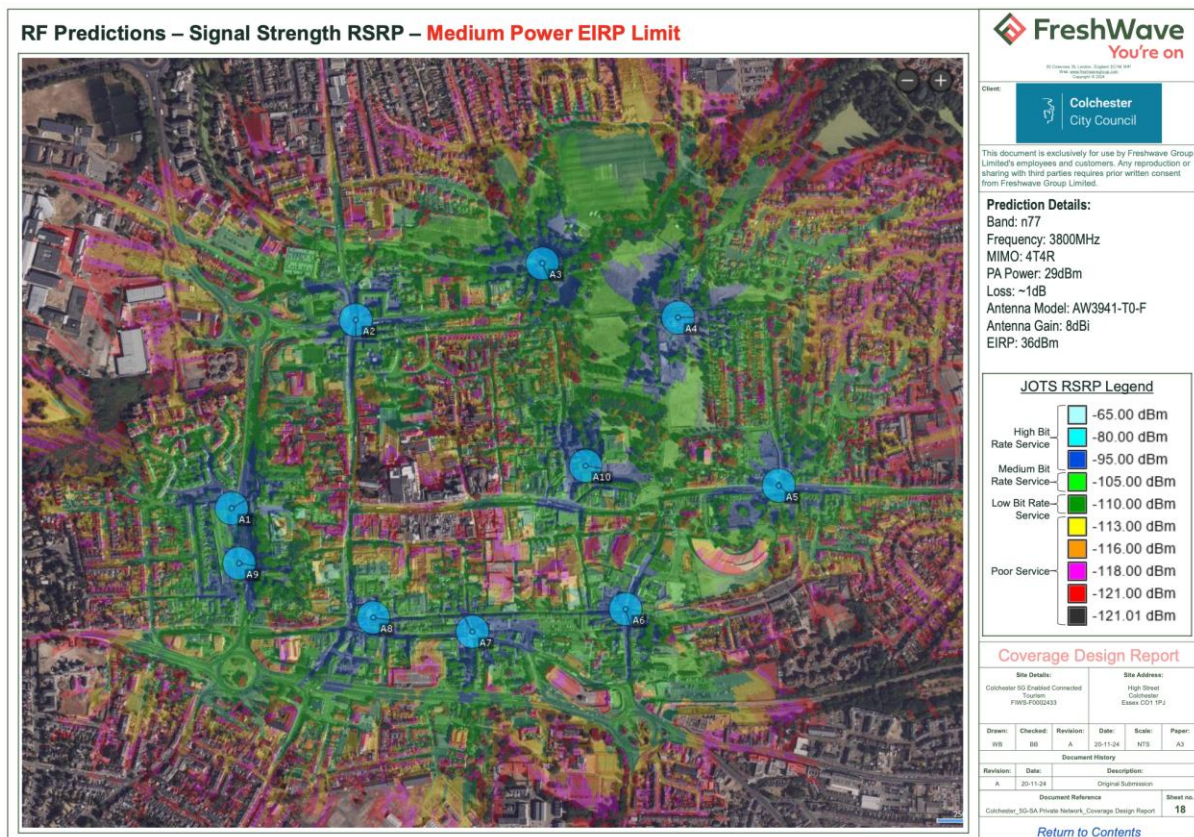 RF Predictions – Signal Strength RSRP – Medium Power EIRP Limit
A3
A4
A2
A10
A5
A1
A9
A6
A8
A7
FreshWave
You're on
Client:
Colchester
City Council
This document is exclusively for use by Freshwave Group
Limited's employees and customers. Any reproduction or
sharing with third parties requires prior written consent
from Freshwave Group Limited.
Prediction Details:
Band: n77
Frequency: 3800MHz
MIMO: 4T4R
PA Power: 29dBm
Loss: ~1dB
Antenna Model: AW3941-T0-F
Antenna Gain: 8dBi
EIRP: 36dBm
JOTS RSRP Legend
-65.00 dBm
High Bit
Rate Service
-80.00 dBm
-95.00 dBm
Medium Bit
Rate Service
-105.00 dBm
Low Bit Rate
Service
-110.00 dBm
-113.00 dBm
-116.00 dBm
Poor Service
-118.00 dBm
-121.00 dBm
-121.01 dBm
Coverage Design Report
Site Details: Site Address:
Colchester 5G Enabled Connected
Tourism
FIWS-F0002433
High Street
Colchester
Essex CO1 1PJ
Drawn: Checked: Revision: Date: Scale: Paper:
WB BB A 20-11-24 NTS A3
Document History
Revision: Date: Description:
A 20-11-24 Original Submission
Document Reference Sheet no.
Colchester_5G-SA Private Network_Coverage Design Report 18
Return to Contents